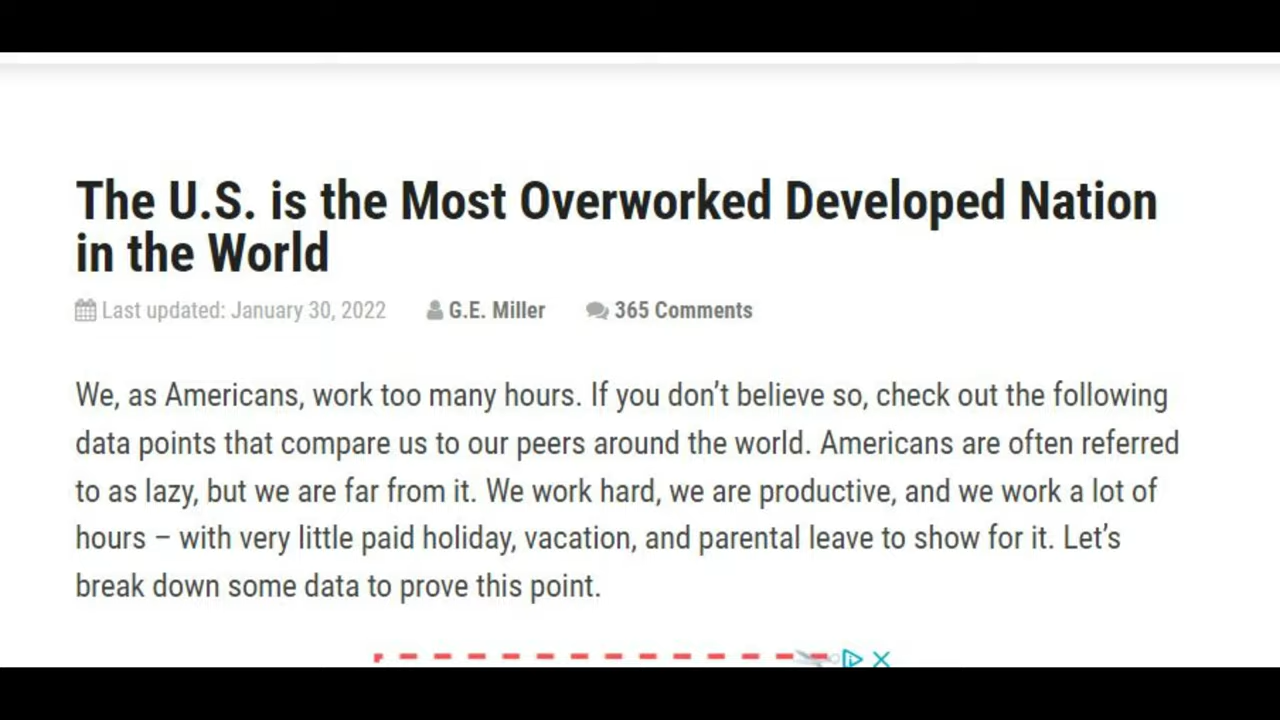 The U.S. is the Most Overworked Developed Nation
in the World
Last updated: January 30, 2022 G.E. Miller 365 Comments
We, as Americans, work too many hours. If you don’t believe so, check out the following
data points that compare us to our peers around the world. Americans are often referred
to as lazy, but we are far from it. We work hard, we are productive, and we work a lot of
hours – with very little paid holiday, vacation, and parental leave to show for it. Let’s
break down some data to prove this point.